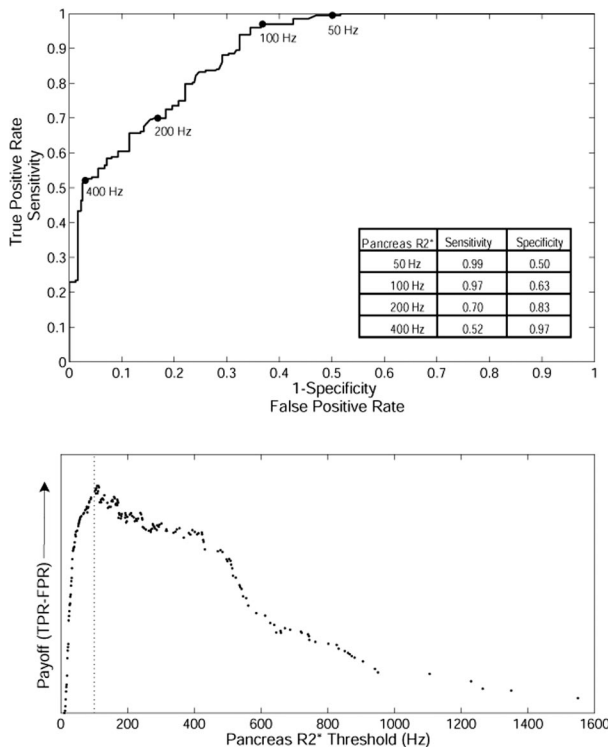 1
0.9
0.8
0.7
0.6
0.5
0.4
0.3
0.2
0.1
0
True Positive Rate
Sensitivity
50 Hz
100 Hz
200 Hz
400 Hz
Pancreas R2* Sensitivity Specificity
50 Hz 0.99 0.50
100 Hz 0.97 0.63
200 Hz 0.70 0.83
400 Hz 0.52 0.97
0 0.1 0.2 0.3 0.4 0.5 0.6 0.7 0.8 0.9 1
1-Specificity
False Positive Rate
Payoff (TPR-FPR)
0 200 400 600 800 1000 1200 1400 1600
Pancreas R2* Threshold (Hz)